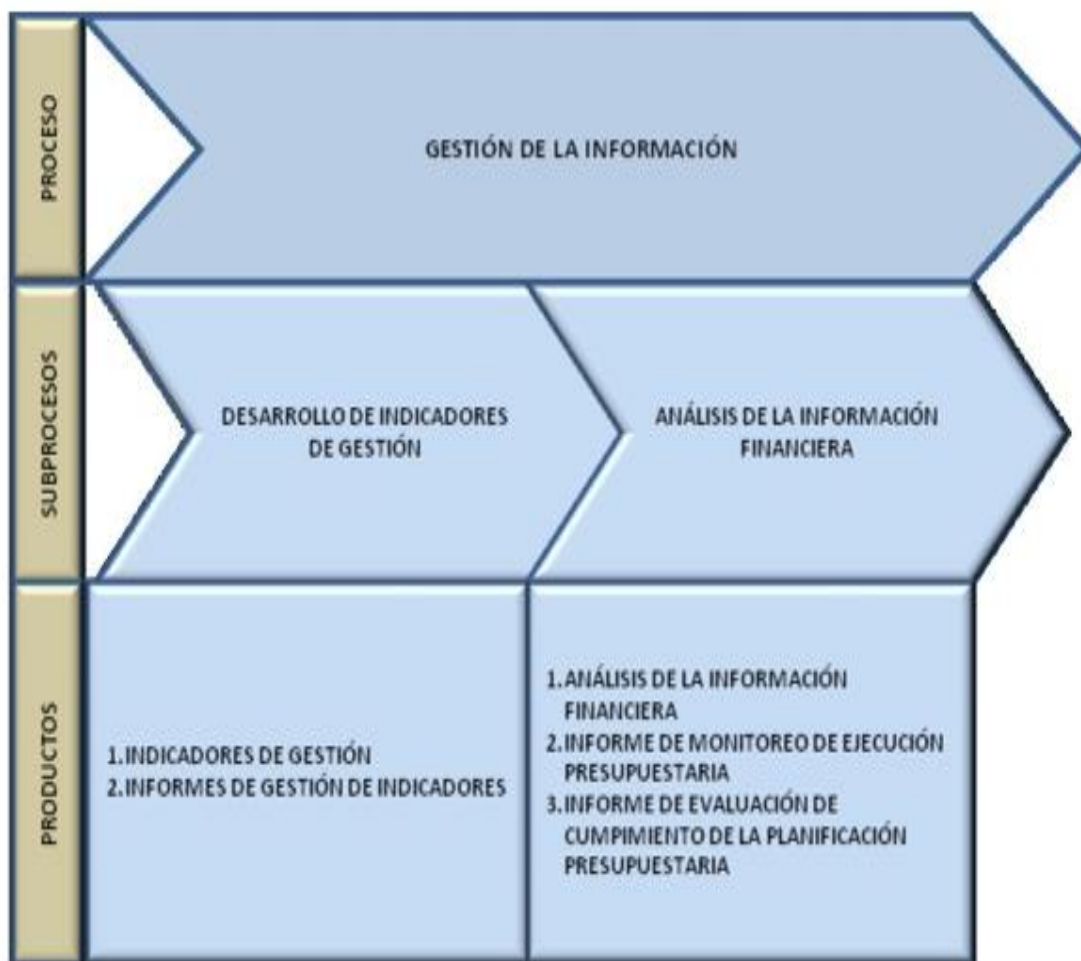 PROCESO
GESTIÓN DE LA INFORMACIÓN
SUBPROCESOS
DESARROLLO DE INDICADORES
DE GESTIÓN
ANÁLISIS DE LA INFORMACIÓN
FINANCIERA
PRODUCTOS
1.INDICADORES DE GESTIÓN
2.INFORMES DE GESTIÓN DE INDICADORES
1.ANÁLISIS DE LA INFORMACIÓN
FINANCIERA
2.INFORME DE MONITOREO DE EJECUCIÓN
PRESUPUESTARIA
3.INFORME DE EVALUACIÓN DE
CUMPIMIENTO DE LA PLANIFICACIÓN
PRESUPUESTARIA